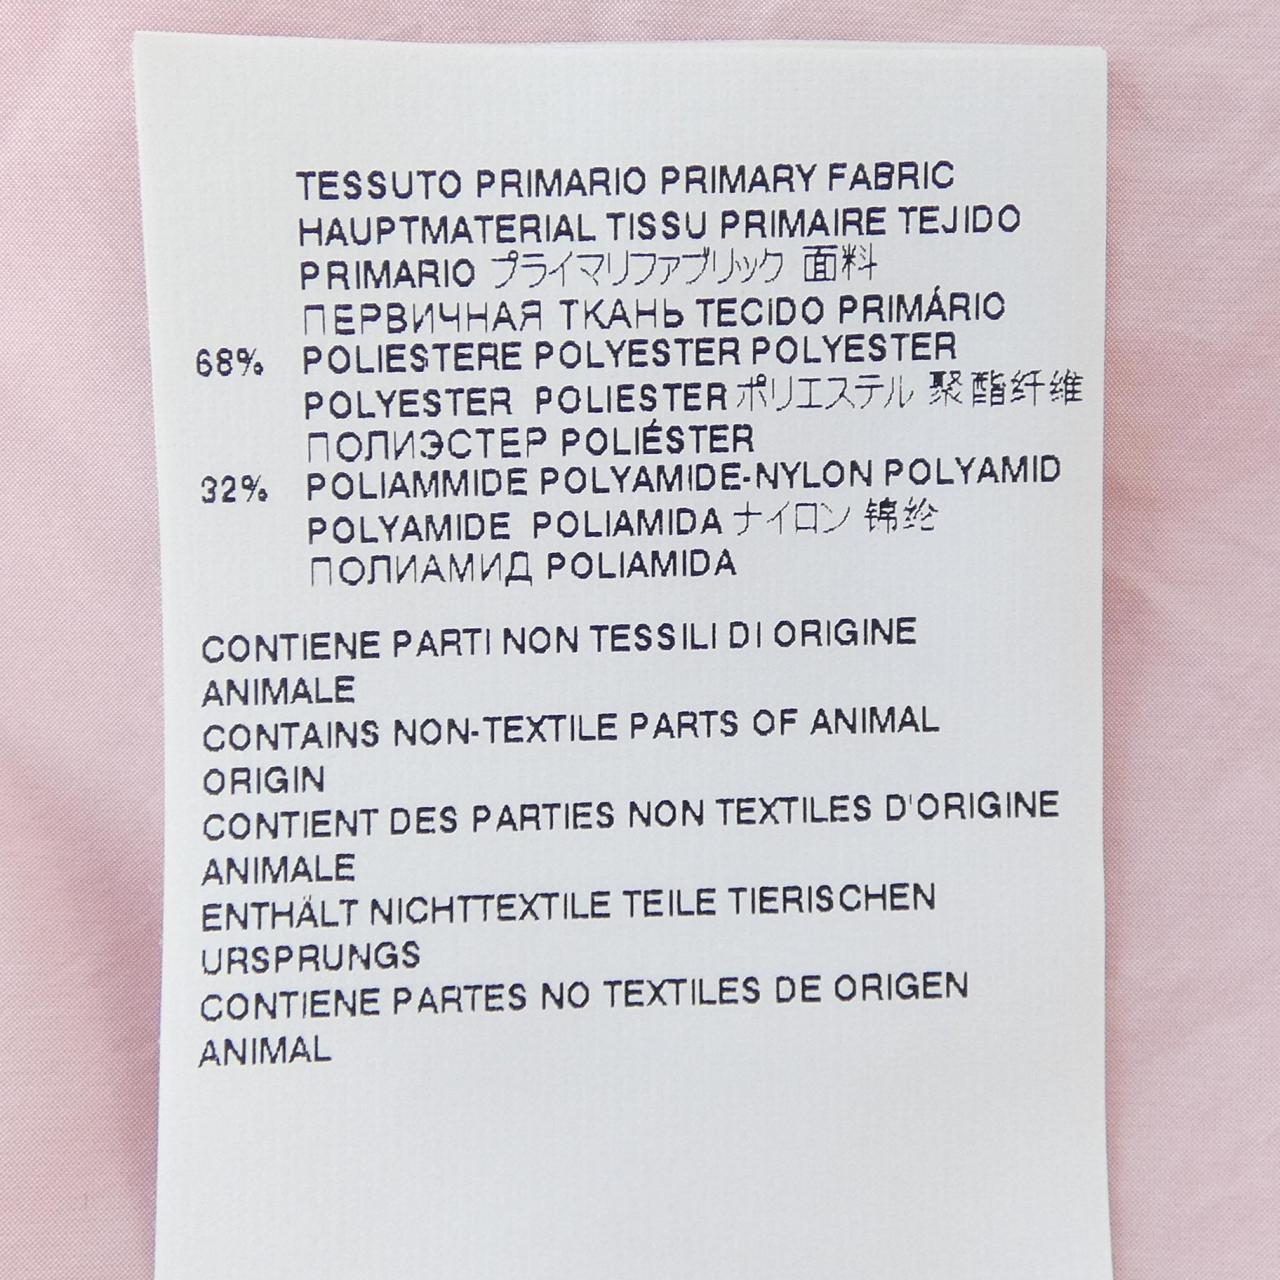 TESSUTO PRIMARIO PRIMARY FABRIC
HAUPTMATERIAL TISSU PRIMAIRE TEJIDO
PRIMARIO プライマリファブリック 面料
ПЕРВИЧНАЯ ТКАНЬ TECIDO PRIMÁRIO
68% POLIESTERE POLYESTER POLYESTER
POLYESTER POLIESTER ポリエステル 聚酯纤维
ПОЛИЭСТЕР POLIÉSTER
32% POLIAMMIDE POLYAMIDE-NYLON POLYAMID
POLYAMIDE POLIAMIDA ナイロン 锦纶
ПОЛИАМИД POLIAMIDA
CONTIENE PARTI NON TESSILI DI ORIGINE
ANIMALE
CONTAINS NON-TEXTILE PARTS OF ANIMAL
ORIGIN
CONTIENT DES PARTIES NON TEXTILES D'ORIGINE
ANIMALE
ENTHÄLT NICHTTEXTILE TEILE TIERISCHEN
URSPRUNGS
CONTIENE PARTES NO TEXTILES DE ORIGEN
ANIMAL